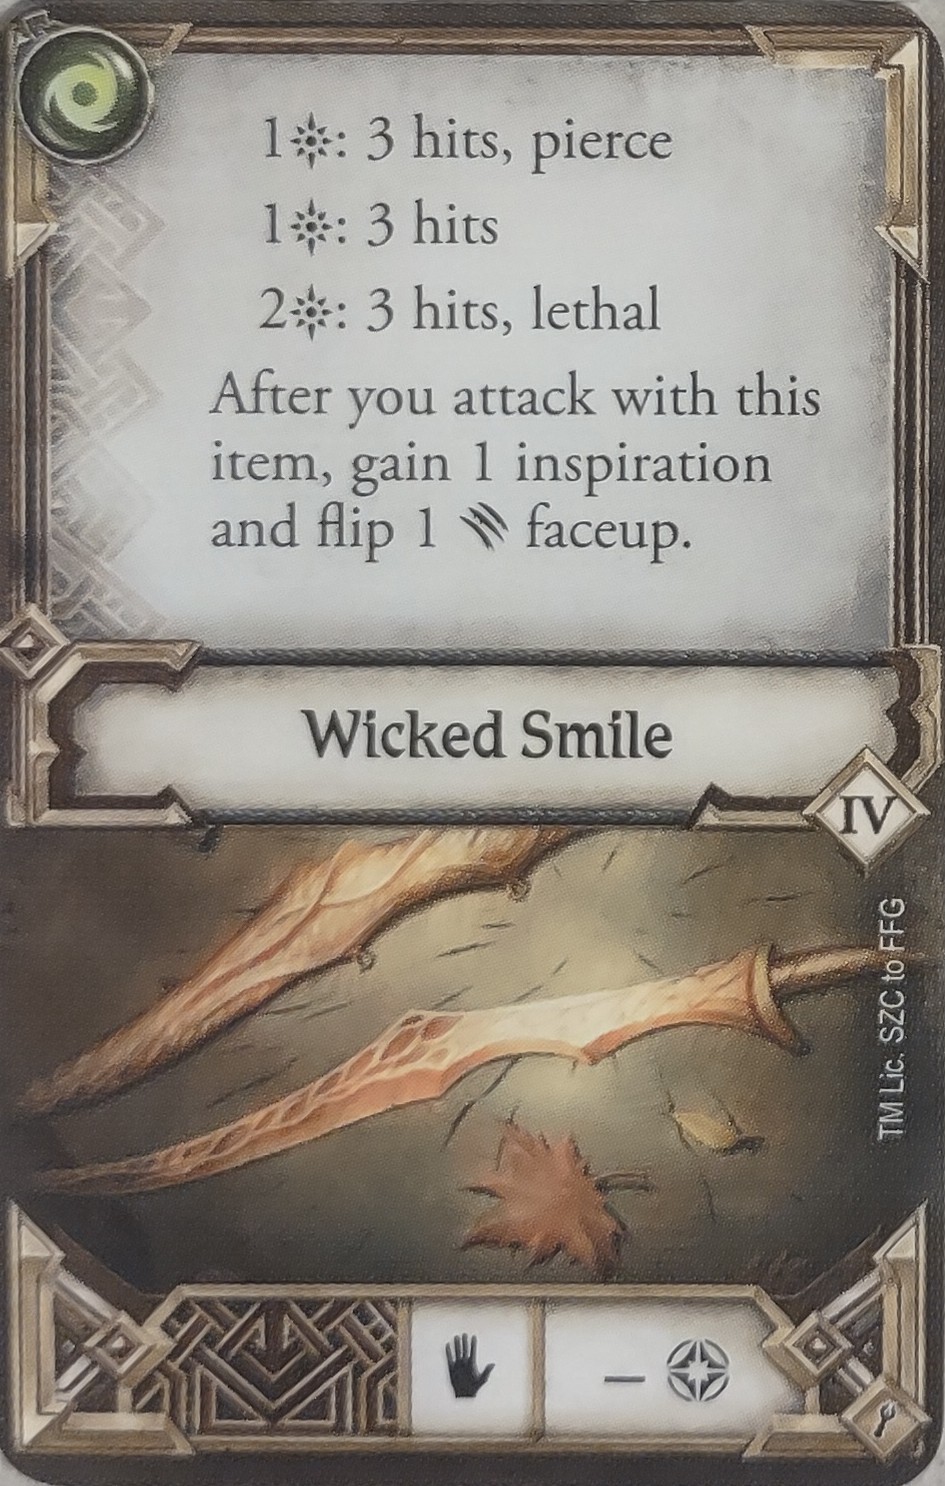 1✷: 3 hits, pierce
1✷: 3 hits
2✷: 3 hits, lethal
After you attack with this
item, gain 1 inspiration
and flip 1 faceup.
Wicked Smile
IV
TM Lic. SZC to FFG
—